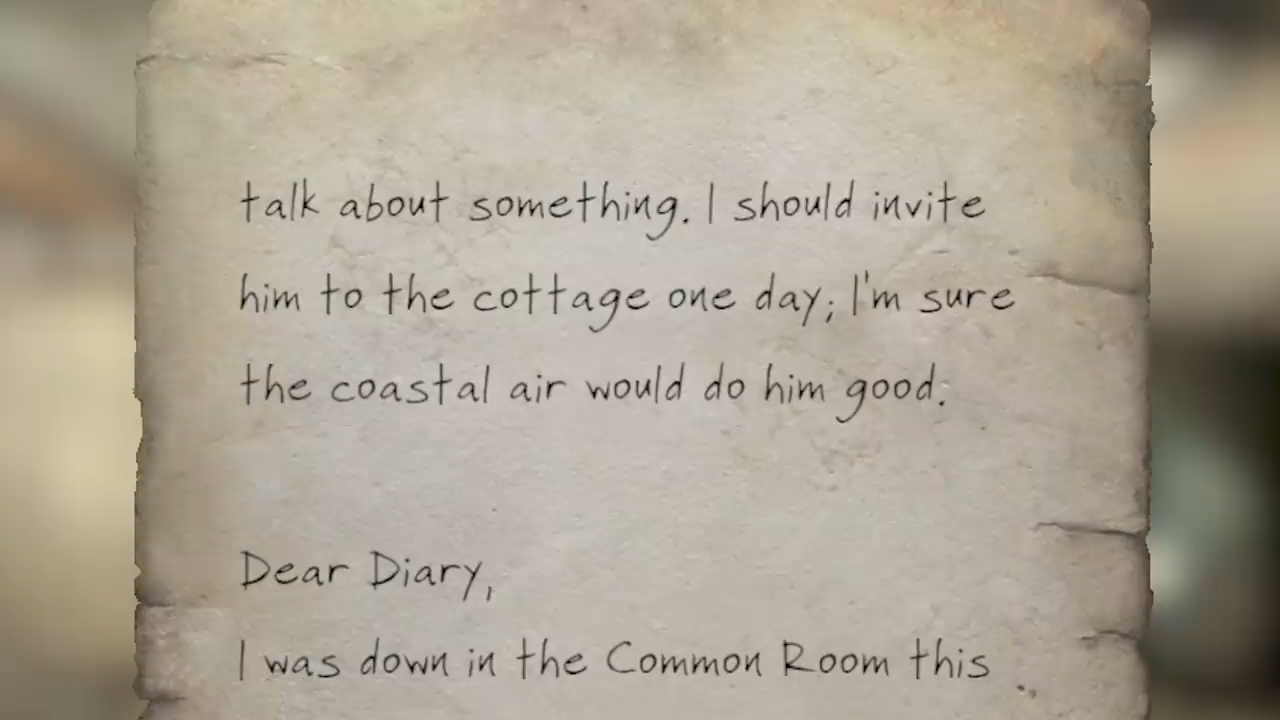 talk about something. I should invite
him to the cottage one day; I'm sure
the coastal air would do him good.
Dear Diary,
I was down in the Common Room this